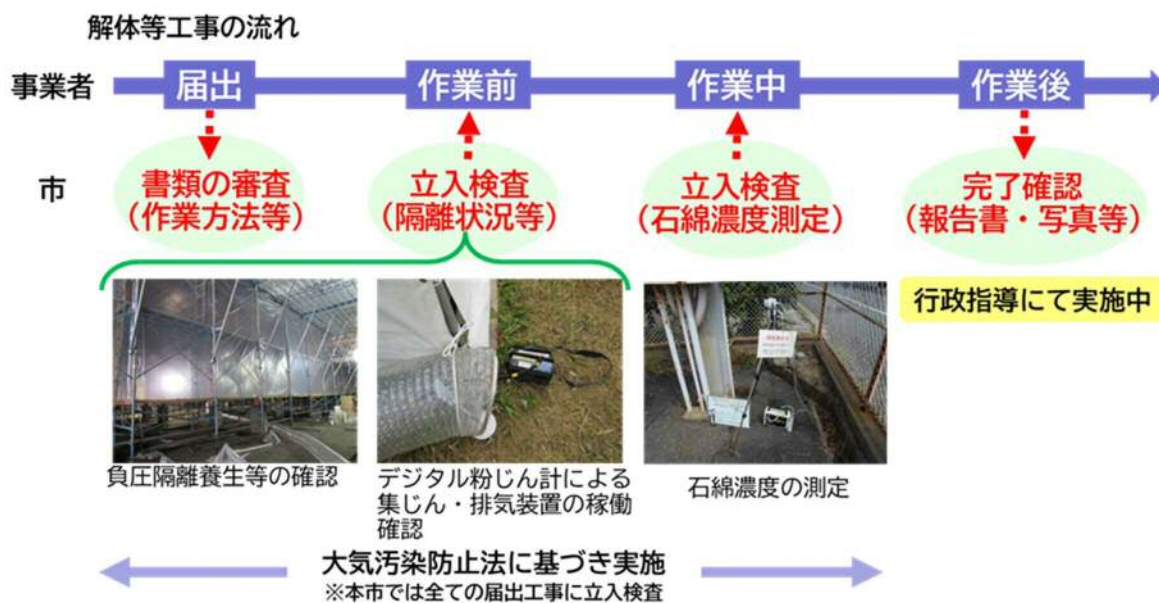 解体等工事の流れ
事業者
届出
作業前
作業中
作業後
市
書類の審査
(作業方法等)
立入検査
(隔離状況等)
立入検査
(石綿濃度測定)
完了確認
(報告書・写真等)
行政指導にて実施中
負圧隔離養生等の確認
デジタル粉じん計による
集じん・排気装置の稼働
確認
石綿濃度の測定
大気汚染防止法に基づき実施
※本市では全ての届出工事に立入検査